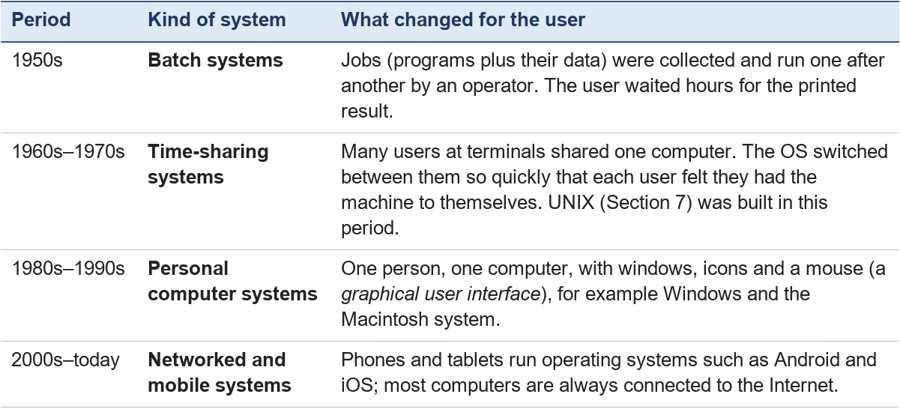 Period Kind of system What changed for the user
1950s Batch systems Jobs (programs plus their data) were collected and run one after
another by an operator. The user waited hours for the printed
result.
1960s–1970s Time-sharing Many users at terminals shared one computer. The OS switched
systems between them so quickly that each user felt they had the
machine to themselves. UNIX (Section 7) was built in this
period.
1980s–1990s Personal One person, one computer, with windows, icons and a mouse (a
computer systems graphical user interface), for example Windows and the
Macintosh system.
2000s–today Networked and Phones and tablets run operating systems such as Android and
mobile systems iOS; most computers are always connected to the Internet.